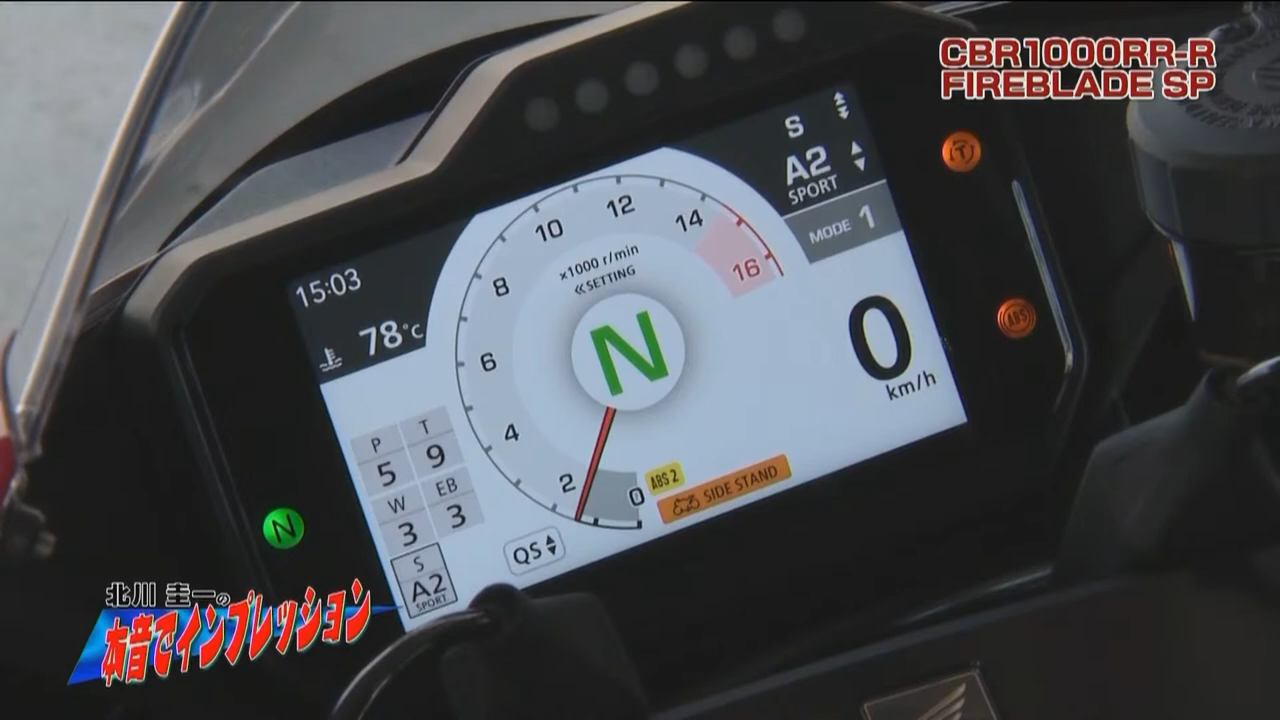 CBR1000RR-R
FIREBLADE SP
15:03
78°C
S
A2
SPORT
MODE 1
0 2 4 6 8 10 12 14 16
×1000 r/min
≪SETTING
N
0
km/h
T
ABS
P 5
T 9
W 3
EB 3
S
A2
SPORT
QS
ABS 2
SIDE STAND
N
北川 圭一の
本音でインプレッション